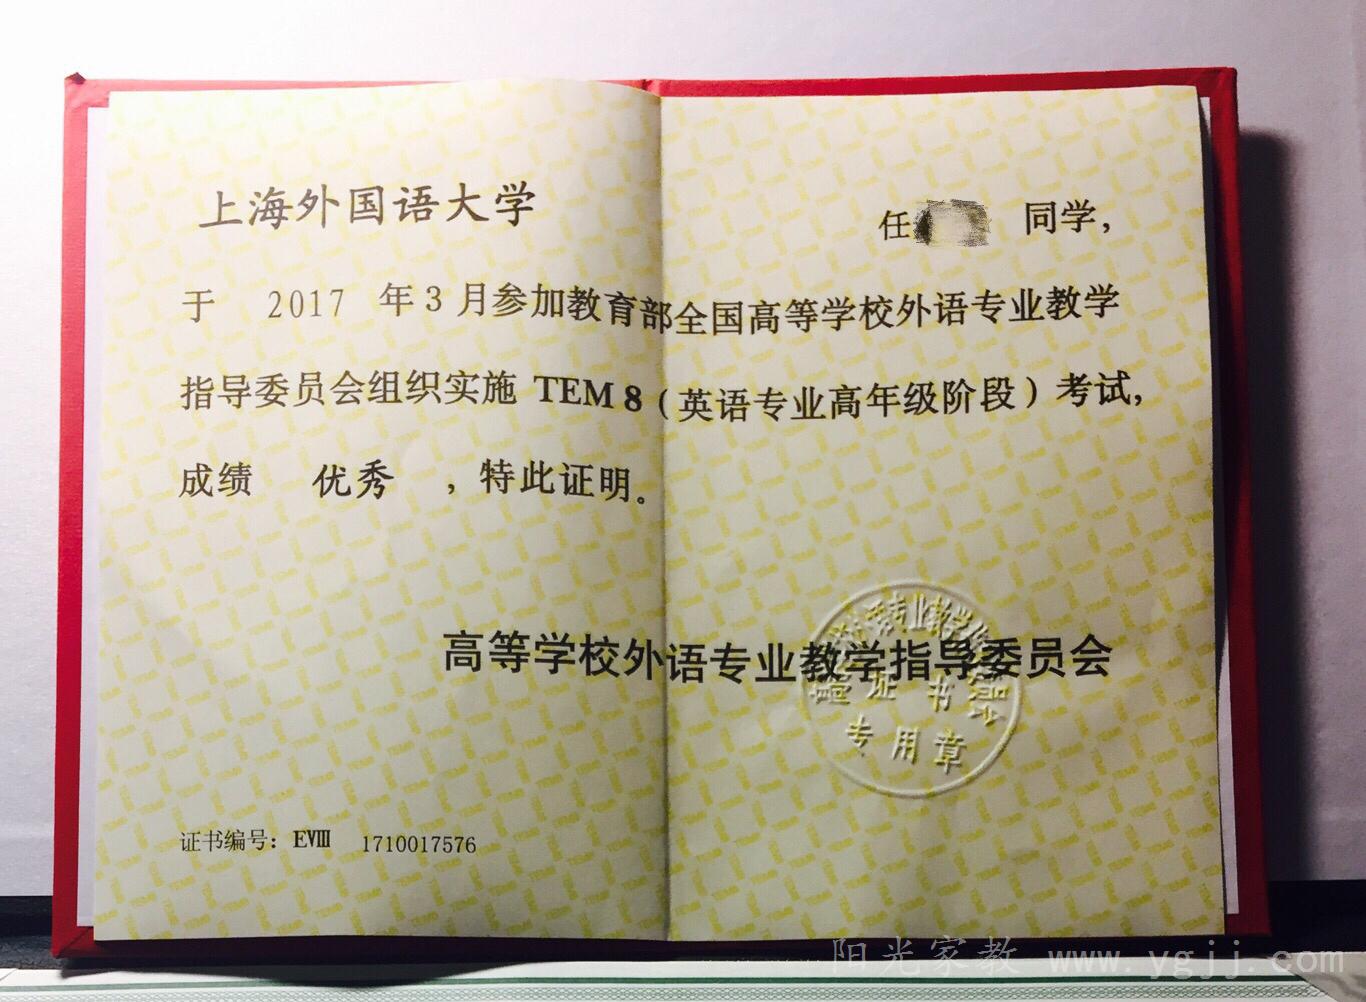 上海外国语大学 任 同学，
于 2017 年 3 月参加教育部全国高等学校外语专业教学
指导委员会组织实施 TEM 8（英语专业高年级阶段）考试，
成绩 优秀 ，特此证明。
高等学校外语专业教学指导委员会
证书 专用章
证书编号：EⅧ 1710017576
阳光家教 www.ygjj.com